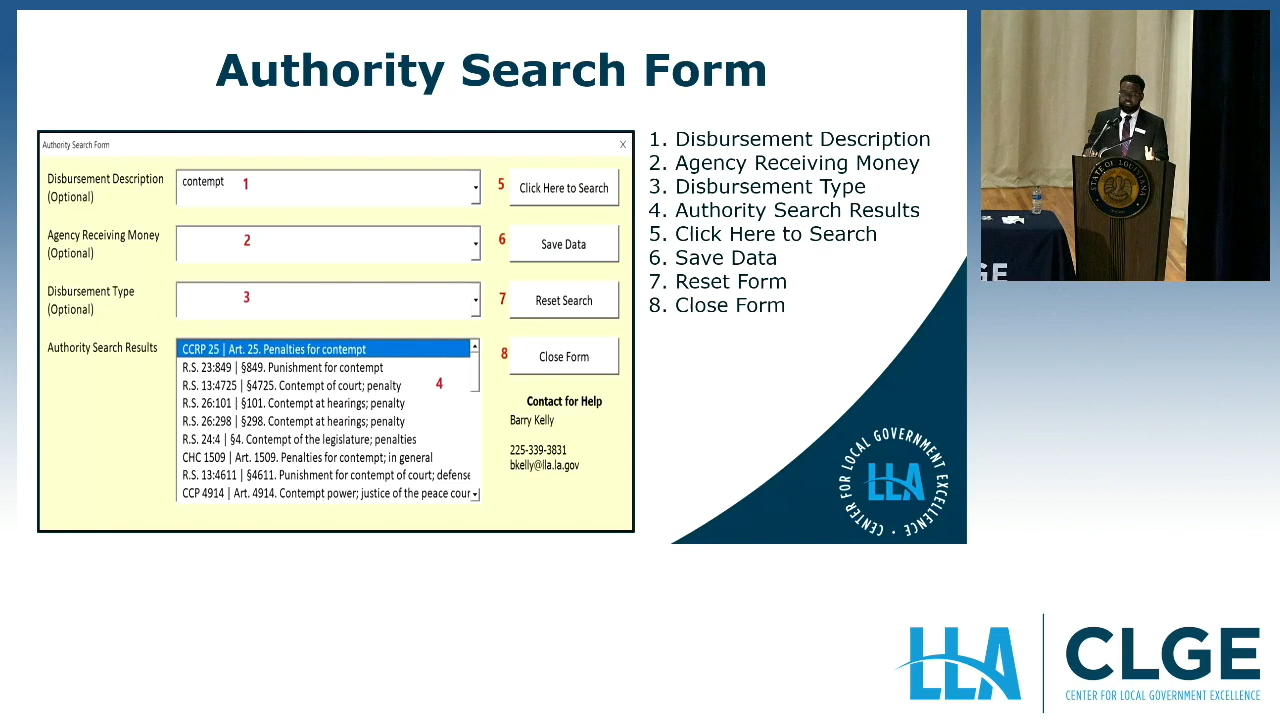 Authority Search Form
Authority Search Form X
Disbursement Description
(Optional)
contempt 1
5 Click Here to Search
Agency Receiving Money
(Optional)
2
6 Save Data
Disbursement Type
(Optional)
3
7 Reset Search
Authority Search Results
CCRP 25 | Art. 25. Penalties for contempt
R.S. 23:849 | §849. Punishment for contempt
R.S. 13:4725 | §4725. Contempt of court; penalty
R.S. 26:101 | §101. Contempt at hearings; penalty
R.S. 26:298 | §298. Contempt at hearings; penalty
R.S. 24:4 | §4. Contempt of the legislature; penalties
CHC 1509 | Art. 1509. Penalties for contempt; in general
R.S. 13:4611 | §4611. Punishment for contempt of court; defense
CCP 4914 | Art. 4914. Contempt power; justice of the peace cour
4
8 Close Form
Contact for Help
Barry Kelly
225-339-3831
bkelly@lla.la.gov
1. Disbursement Description
2. Agency Receiving Money
3. Disbursement Type
4. Authority Search Results
5. Click Here to Search
6. Save Data
7. Reset Form
8. Close Form
CENTER FOR LOCAL GOVERNMENT EXCELLENCE
LLA
STATE OF LOUISIANA
GE
LLA
CLGE
CENTER FOR LOCAL GOVERNMENT EXCELLENCE